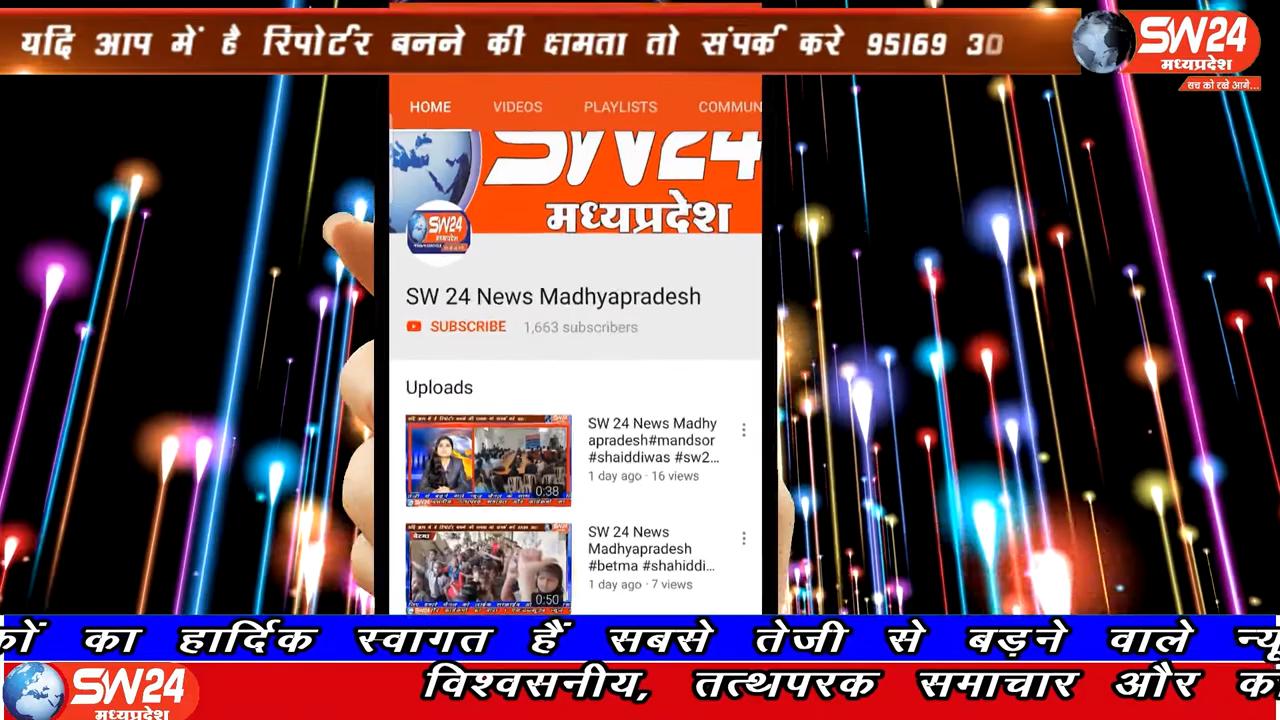 यदि आप में है रिपोर्टर बनने की क्षमता तो संपर्क करे 95169 30
SW24
मध्यप्रदेश
सच को रखे आगे...
HOME VIDEOS PLAYLISTS COMMUN
SW24
मध्यप्रदेश
SW24
SW 24 News Madhyapradesh
SUBSCRIBE 1,663 subscribers
Uploads
SW 24 News Madhy
apradesh#mandsor
#shaiddiwas #sw2...
1 day ago · 16 views
0:38
SW 24 News
Madhyapradesh
#betma #shahiddi...
1 day ago · 7 views
बेटमा
0:50
कों का हार्दिक स्वागत हैं सबसे तेजी से बड़ने वाले न्यू
विश्वसनीय, तत्थपरक समाचार और का
SW24
मध्यप्रदेश